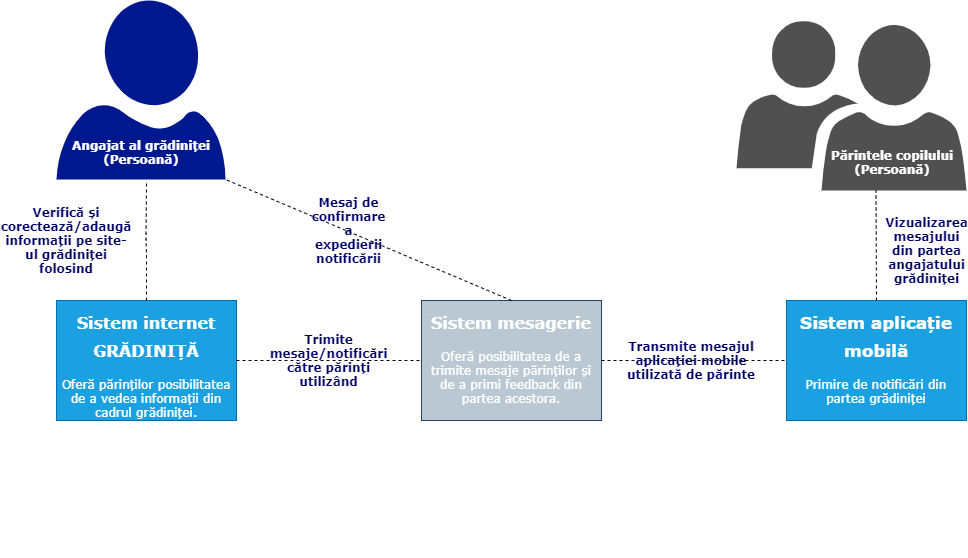 Angajat al grădiniței
(Persoană)
Părintele copilului
(Persoană)
Verifică și
corectează/adaugă
informații pe site-
ul grădiniței
folosind
Mesaj de
confirmare
a
expedierii
notificării
Vizualizarea
mesajului
din partea
angajatului
grădiniței
Sistem internet
GRĂDINIȚĂ
Oferă părinților posibilitatea
de a vedea informații din
cadrul grădiniței.
Trimite
mesaje/notificări
către părinți
utilizând
Sistem mesagerie
Oferă posibilitatea de a
trimite mesaje părinților și
de a primi feedback din
partea acestora.
Transmite mesajul
aplicației mobile
utilizată de părinte
Sistem aplicație
mobilă
Primire de notificări din
partea grădiniței